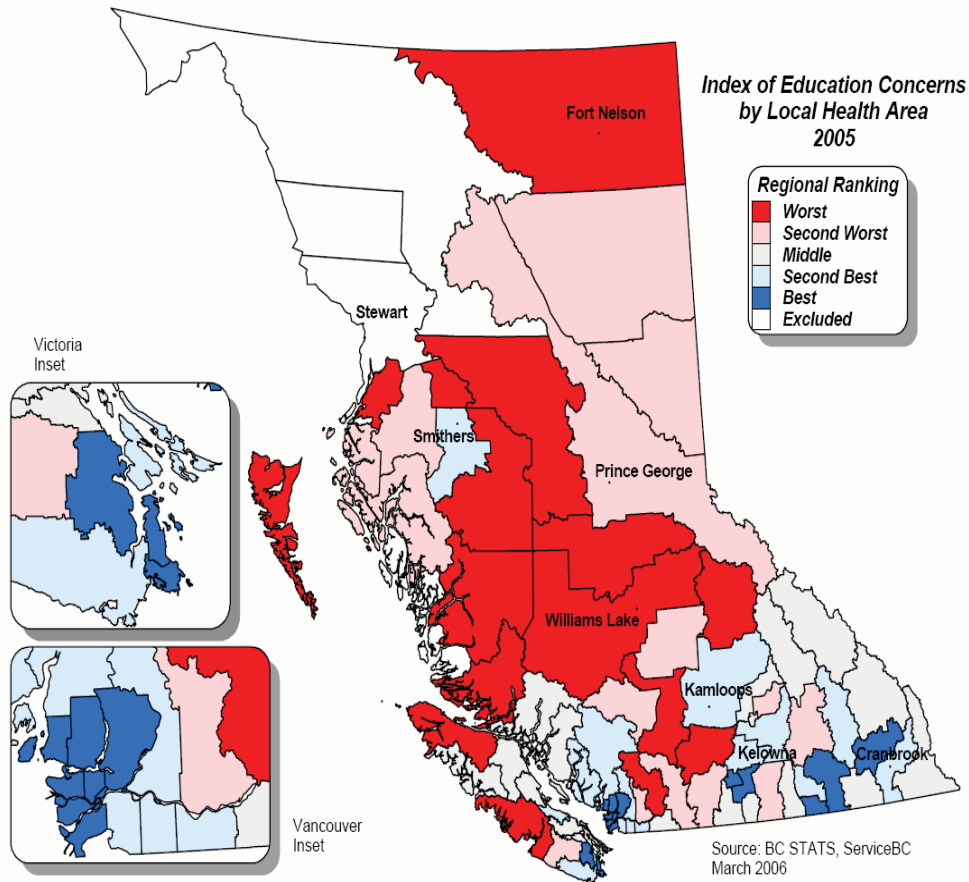 Index of Education Concerns
by Local Health Area
2005
Regional Ranking
Worst
Second Worst
Middle
Second Best
Best
Excluded
Fort Nelson
Stewart
Victoria
Inset
Smithers
Prince George
Williams Lake
Kamloops
Kelowna
Cranbrook
Vancouver
Inset
Source: BC STATS, ServiceBC
March 2006